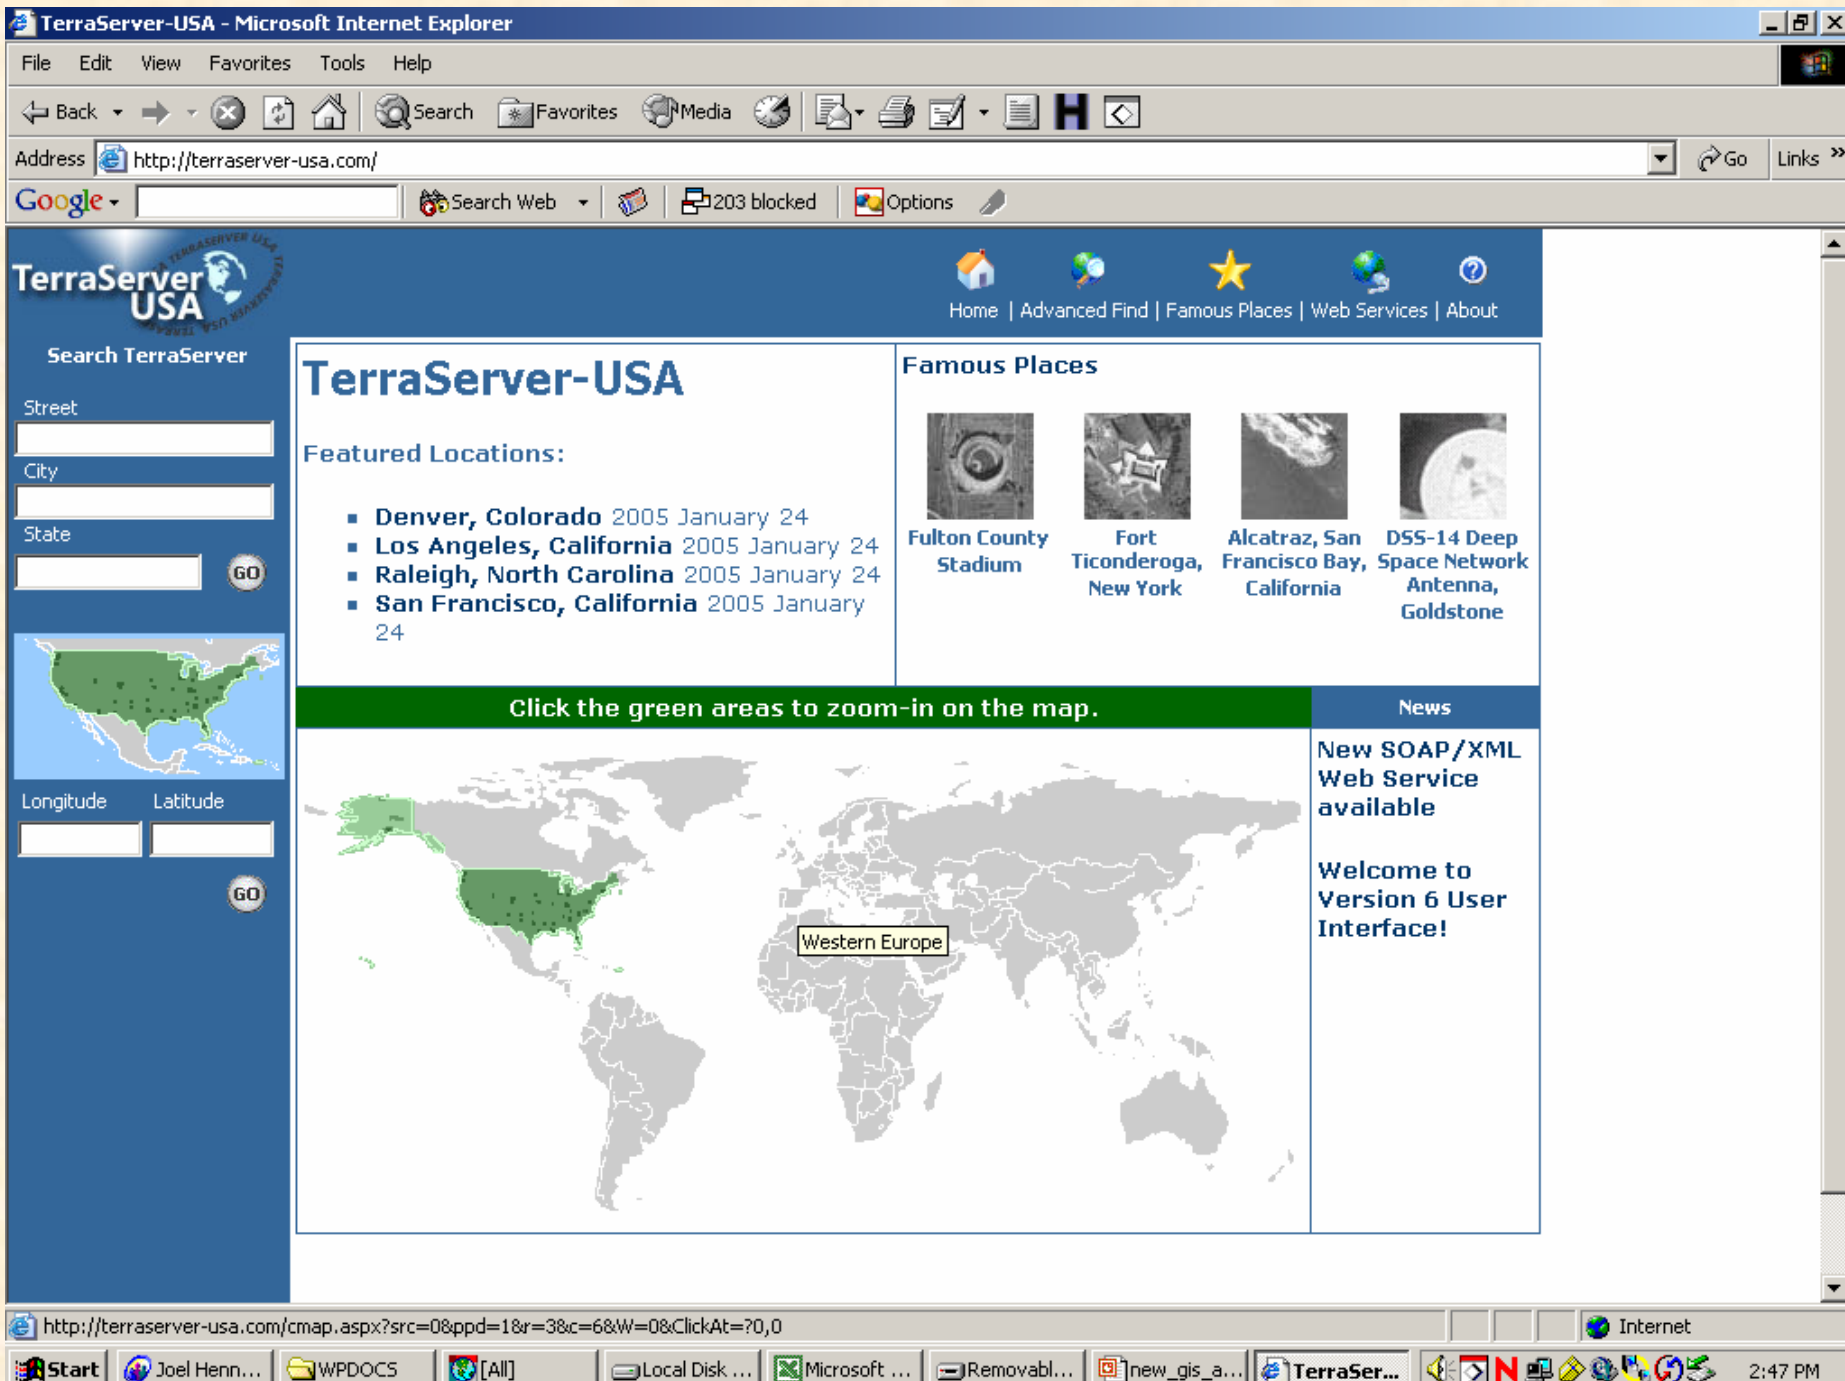 TerraServer-USA - Microsoft Internet Explorer
File Edit View Favorites Tools Help
Back Search Favorites Media
Address http://terraserver-usa.com/ Go Links »
Google Search Web 203 blocked Options
TerraServer USA
Home | Advanced Find | Famous Places | Web Services | About
Search TerraServer
Street
City
State
GO
Longitude Latitude
GO
TerraServer-USA
Featured Locations:
Denver, Colorado 2005 January 24
Los Angeles, California 2005 January 24
Raleigh, North Carolina 2005 January 24
San Francisco, California 2005 January
24
Famous Places
Fulton County
Stadium
Fort
Ticonderoga,
New York
Alcatraz, San
Francisco Bay,
California
DSS-14 Deep
Space Network
Antenna,
Goldstone
Click the green areas to zoom-in on the map.
Western Europe
News
New SOAP/XML
Web Service
available
Welcome to
Version 6 User
Interface!
http://terraserver-usa.com/cmap.aspx?src=0&ppd=1&r=3&c=6&W=0&ClickAt=?0,0
Internet
Start Joel Henn... WPDOCS [All] Local Disk ... Microsoft ... Removabl... new_gis_a... TerraSer... 2:47 PM